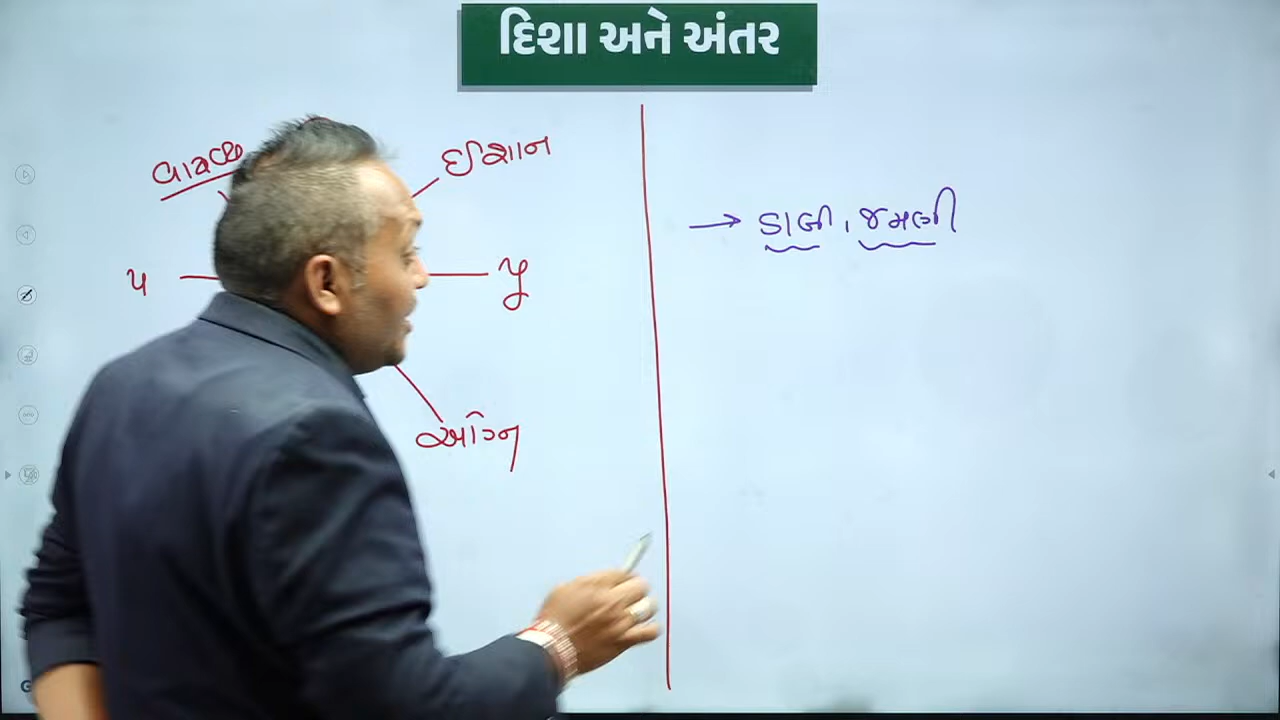 દિશા અને અંતર
વાયવ્ય
ઈશાન
→ ડાબી, જમણી
પ
પૂ
અગ્નિ